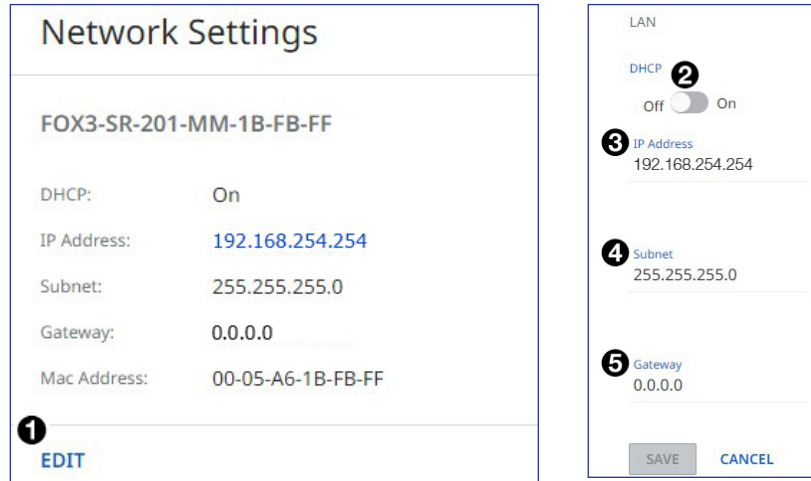 Network Settings
FOX3-SR-201-MM-1B-FB-FF
DHCP: On
IP Address: 192.168.254.254
Subnet: 255.255.255.0
Gateway: 0.0.0.0
Mac Address: 00-05-A6-1B-FB-FF
1
EDIT
LAN
DHCP 2
Off On
3 IP Address
192.168.254.254
4 Subnet
255.255.255.0
5 Gateway
0.0.0.0
SAVE CANCEL